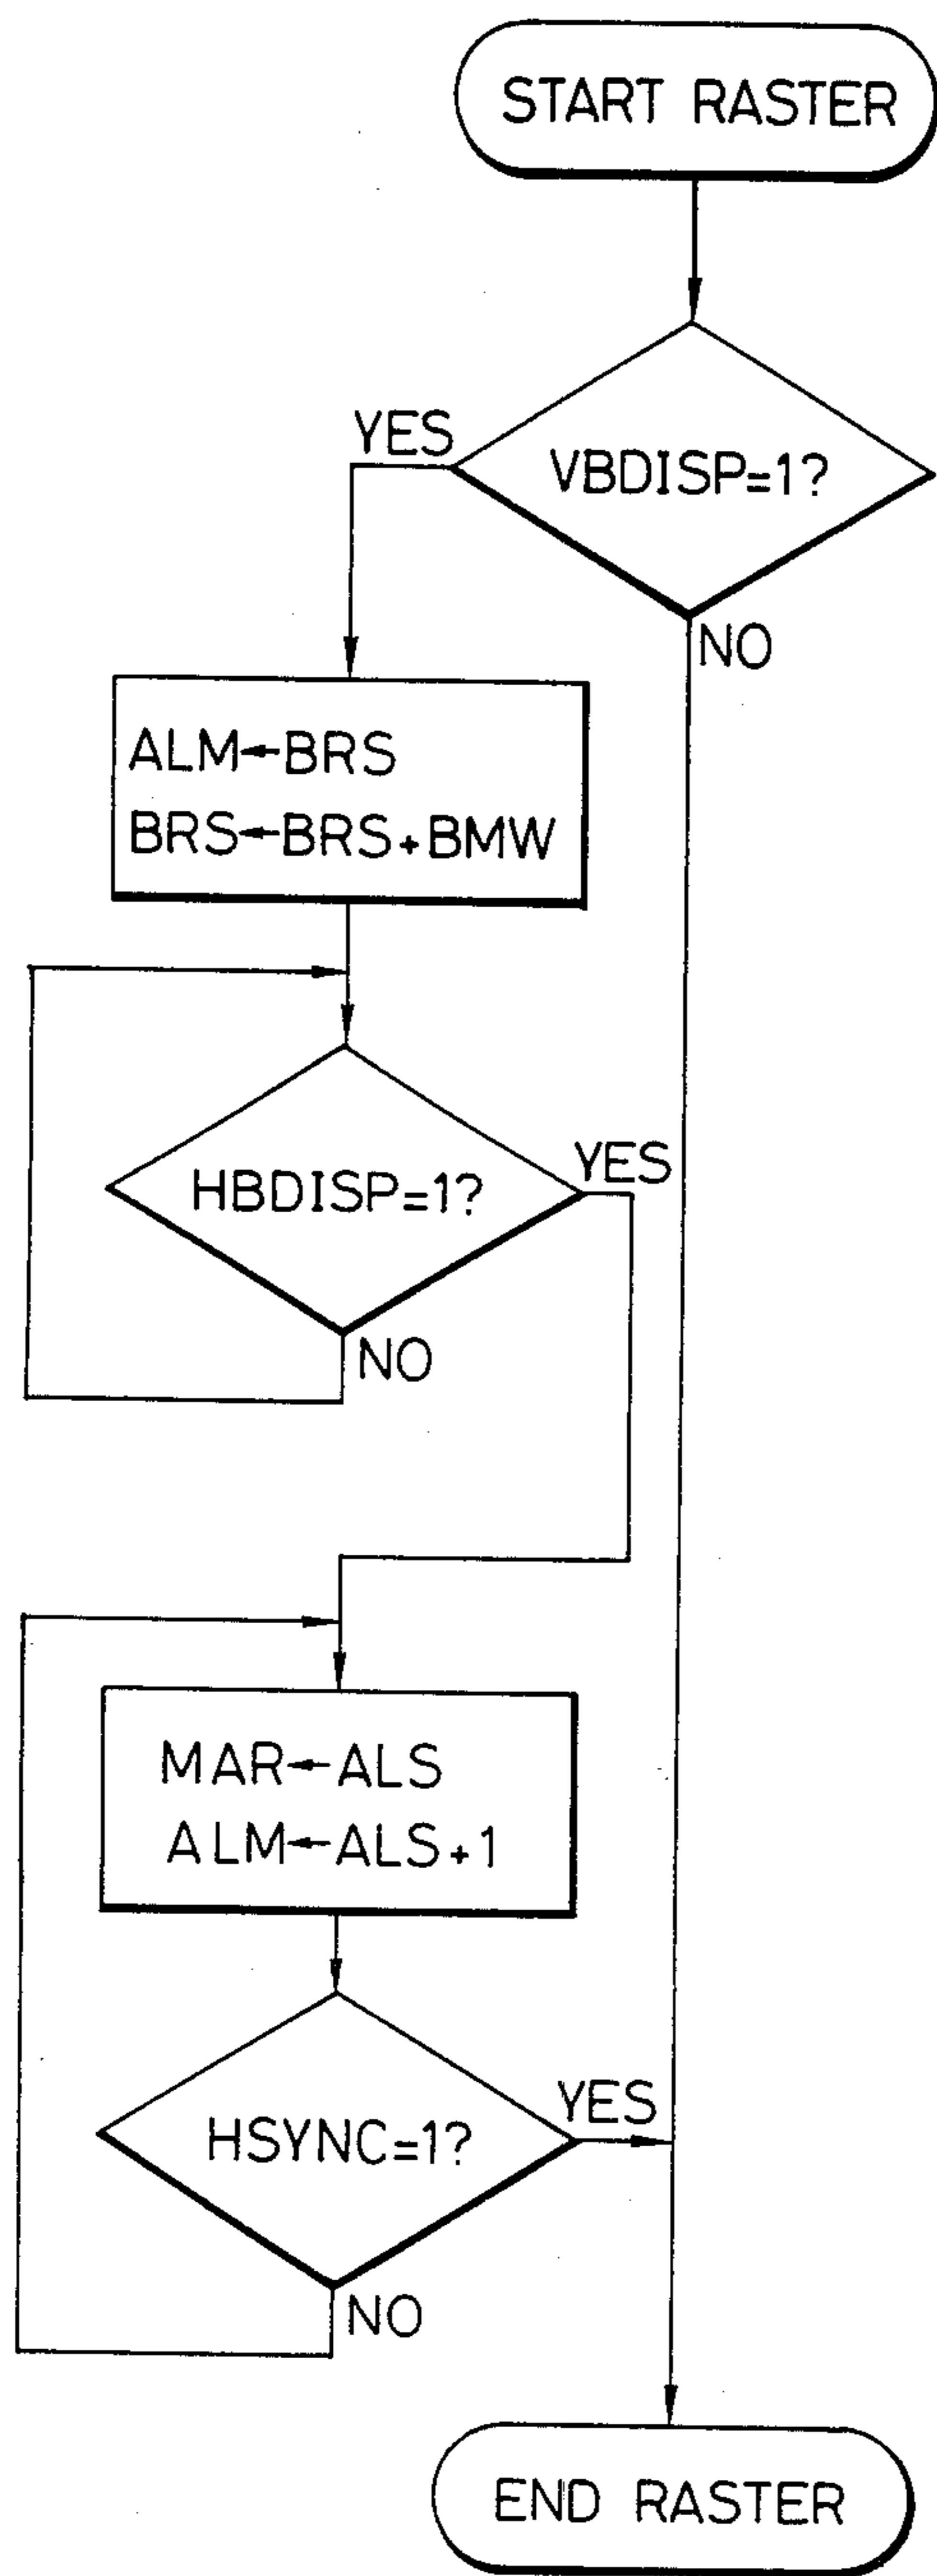 START RASTER
VBDISP=1?
YES
NO
ALM←BRS
BRS←BRS+BMW
HBDISP=1?
YES
NO
MAR←ALS
ALM←ALS+1
HSYNC=1?
YES
NO
END RASTER